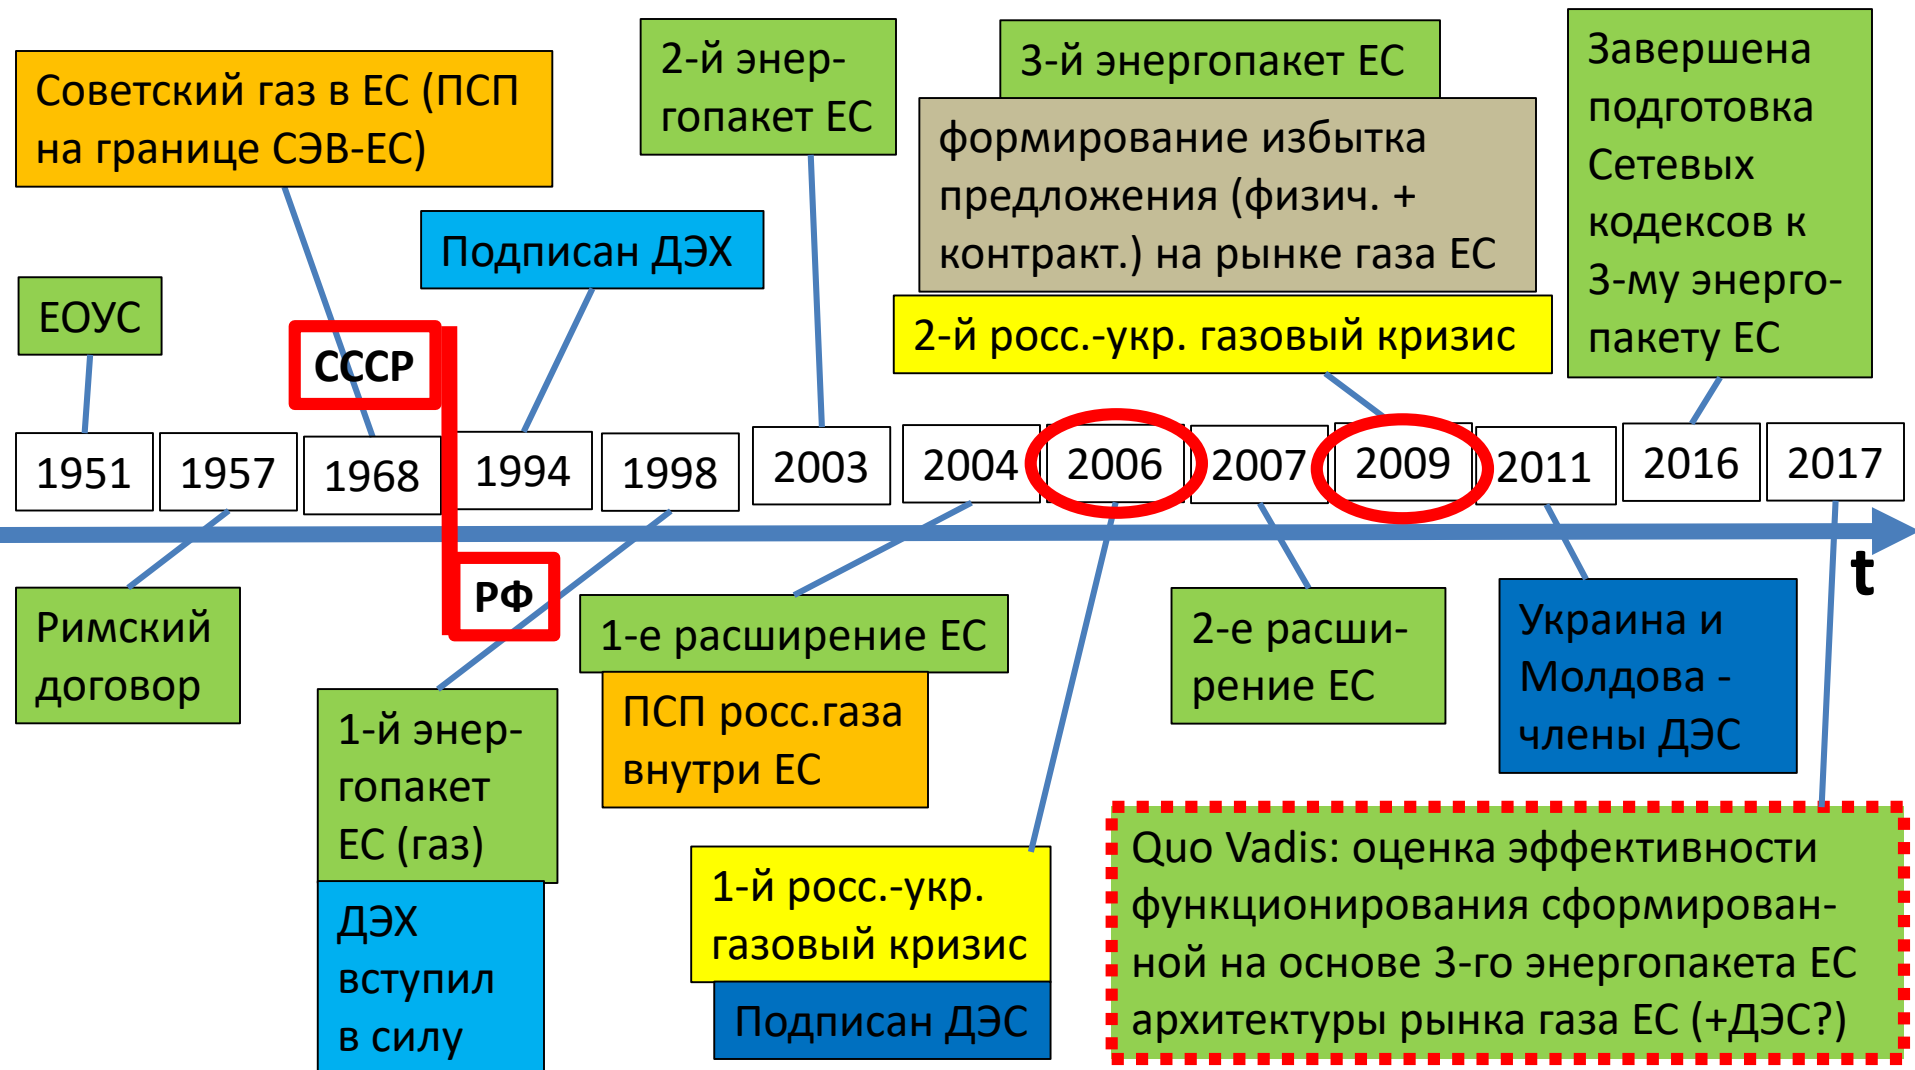 Советский газ в ЕС (ПСП
на границе СЭВ-ЕС)
2-й энер-
гопакет ЕС
3-й энергопакет ЕС
формирование избытка
предложения (физич. +
контракт.) на рынке газа ЕС
2-й росс.-укр. газовый кризис
Завершена
подготовка
Сетевых
кодексов к
3-му энерго-
пакету ЕС
Подписан ДЭХ
ЕОУС
СССР
1951
1957
1968
1994
1998
2003
2004
2006
2007
2009
2011
2016
2017
t
РФ
Римский
договор
1-й энер-
гопакет
ЕС (газ)
ДЭХ
вступил
в силу
1-е расширение ЕС
ПСП росс.газа
внутри ЕС
1-й росс.-укр.
газовый кризис
Подписан ДЭС
2-е расши-
рение ЕС
Украина и
Молдова -
члены ДЭС
Quo Vadis: оценка эффективности
функционирования сформирован-
ной на основе 3-го энергопакета ЕС
архитектуры рынка газа ЕС (+ДЭС?)